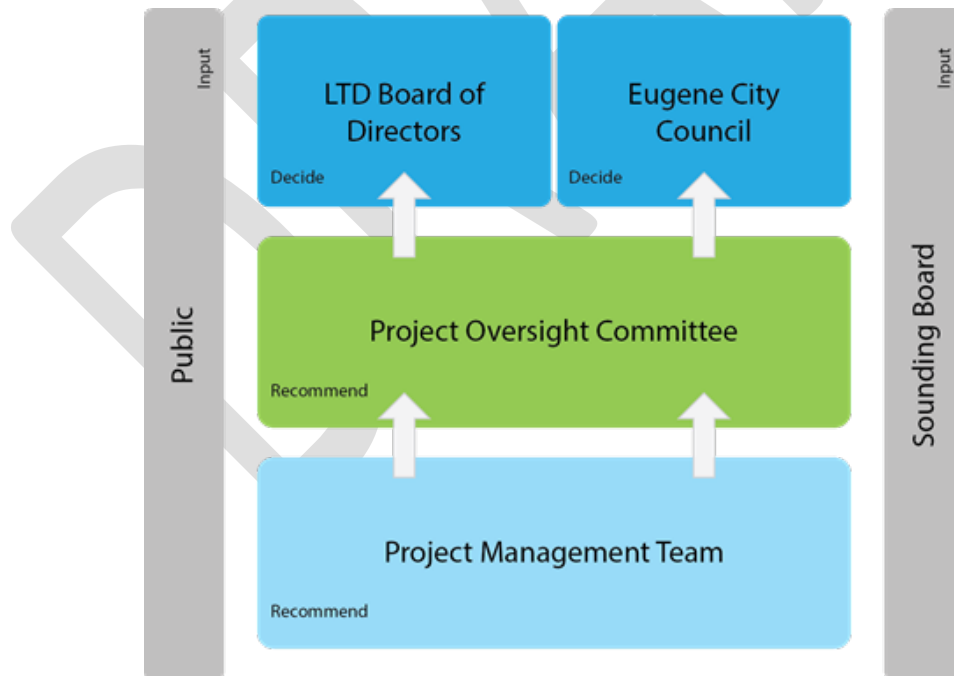 Input
Public
LTD Board of
Directors
Decide
Eugene City
Council
Decide
Project Oversight Committee
Recommend
Project Management Team
Recommend
Input
Sounding Board